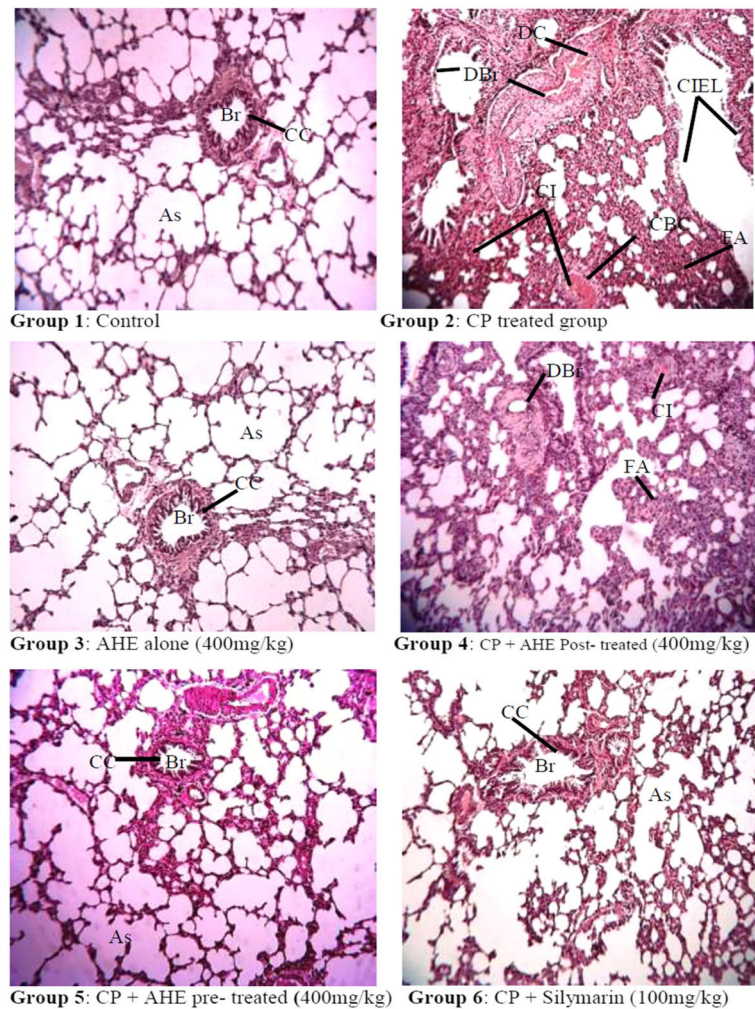 Br
CC
As
Group 1: Control
DC
DBr
CIEL
CI
CBC
FA
Group 2: CP treated group
As
CC
Br
Group 3: AHE alone (400mg/kg)
DBr
CI
FA
Group 4: CP + AHE Post- treated (400mg/kg)
CC
Br
As
Group 5: CP + AHE pre- treated (400mg/kg)
CC
Br
As
Group 6: CP + Silymarin (100mg/kg)